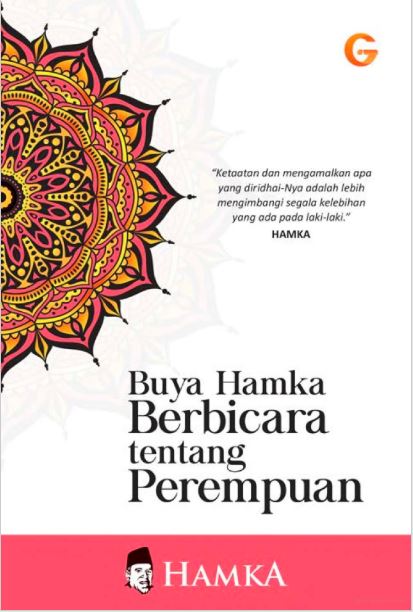 G
“Ketaatan dan mengamalkan apa
yang diridhai-Nya adalah lebih
mengimbangi segala kelebihan
yang ada pada laki-laki.”
HAMKA
Buya Hamka
Berbicara
tentang
Perempuan
HAMKA